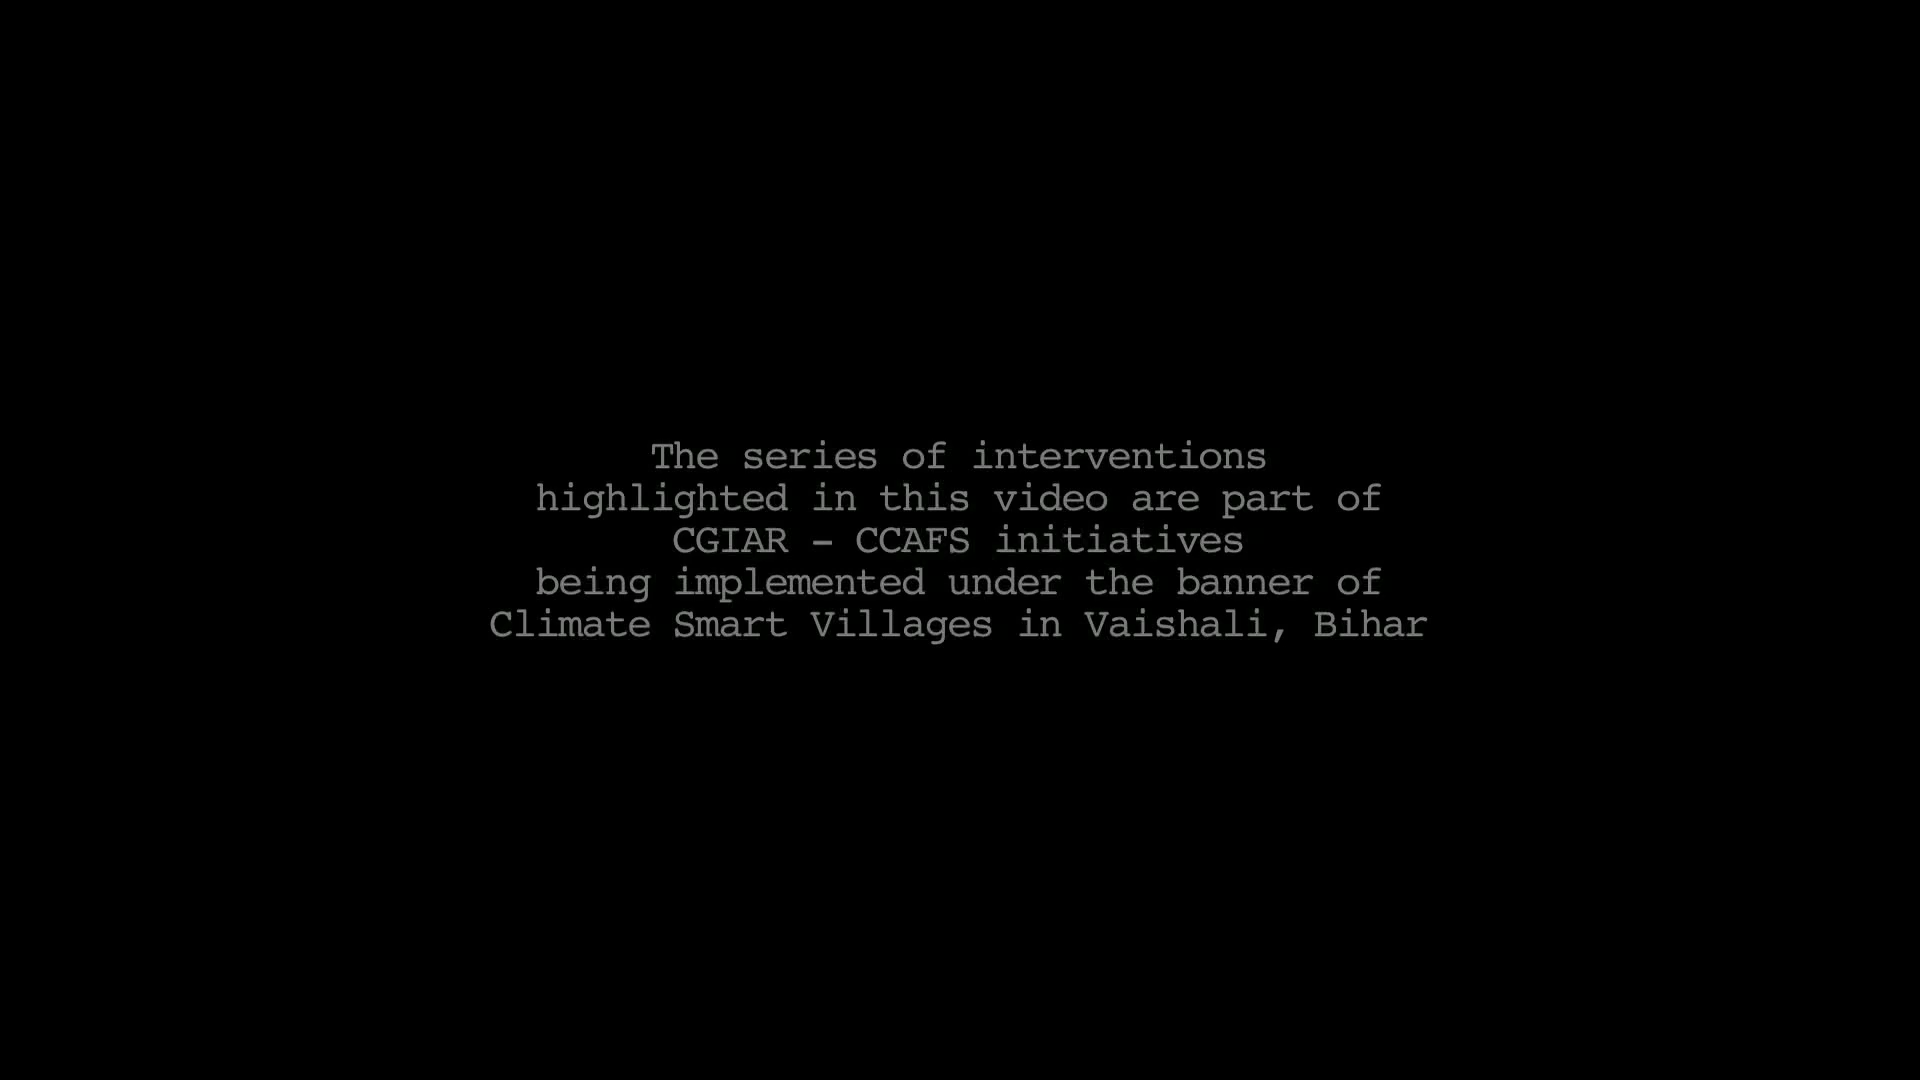 The series of interventions
highlighted in this video are part of
CGIAR – CCAFS initiatives
being implemented under the banner of
Climate Smart Villages in Vaishali, Bihar